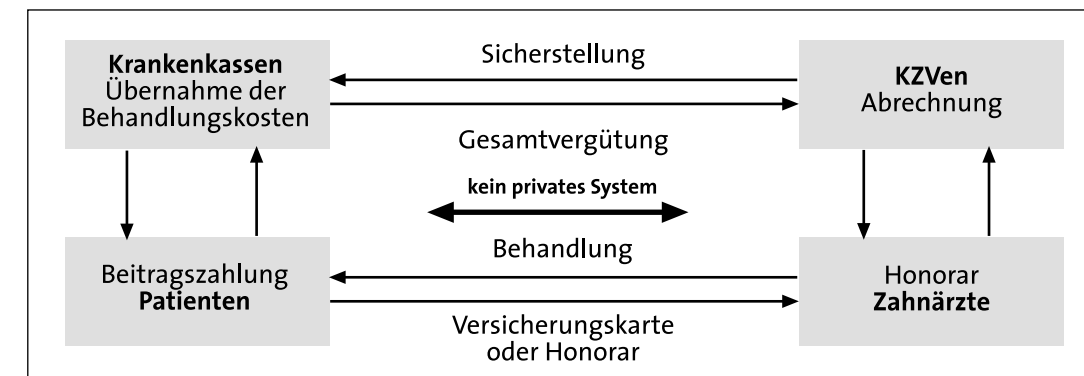 Krankenkassen
Übernahme der
Behandlungskosten
Sicherstellung
KZVen
Abrechnung
Gesamtvergütung
kein privates System
Behandlung
Beitragszahlung
Patienten
Honorar
Zahnärzte
Versicherungskarte
oder Honorar